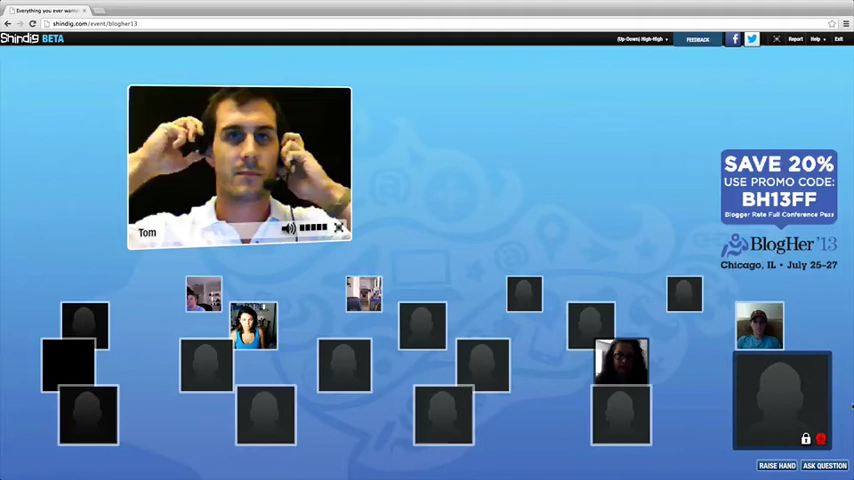 Everything you ever wan
shindig.com/event/blogher13
Shindig BETA
(Up-Down) High-High
FEEDBACK
Report
Help
Exit
SAVE 20%
USE PROMO CODE:
BH13FF
Blogger Rate Full Conference Pass
BlogHer '13
Chicago, IL • July 25-27
Tom
RAISE HAND
ASK QUESTION